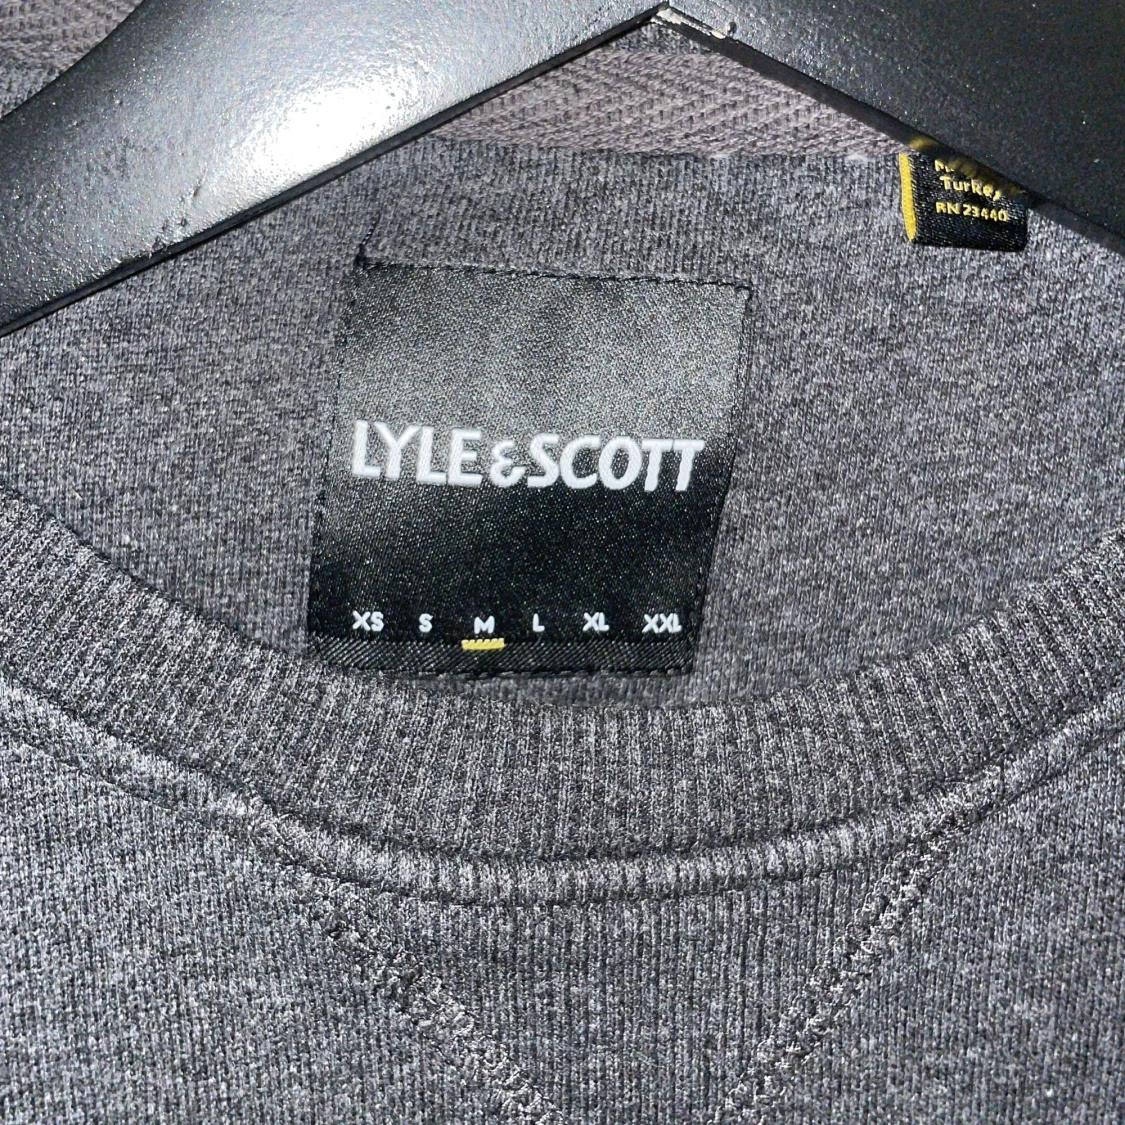 Turkey
RN 23440
LYLE & SCOTT
XS S M L XL XXL